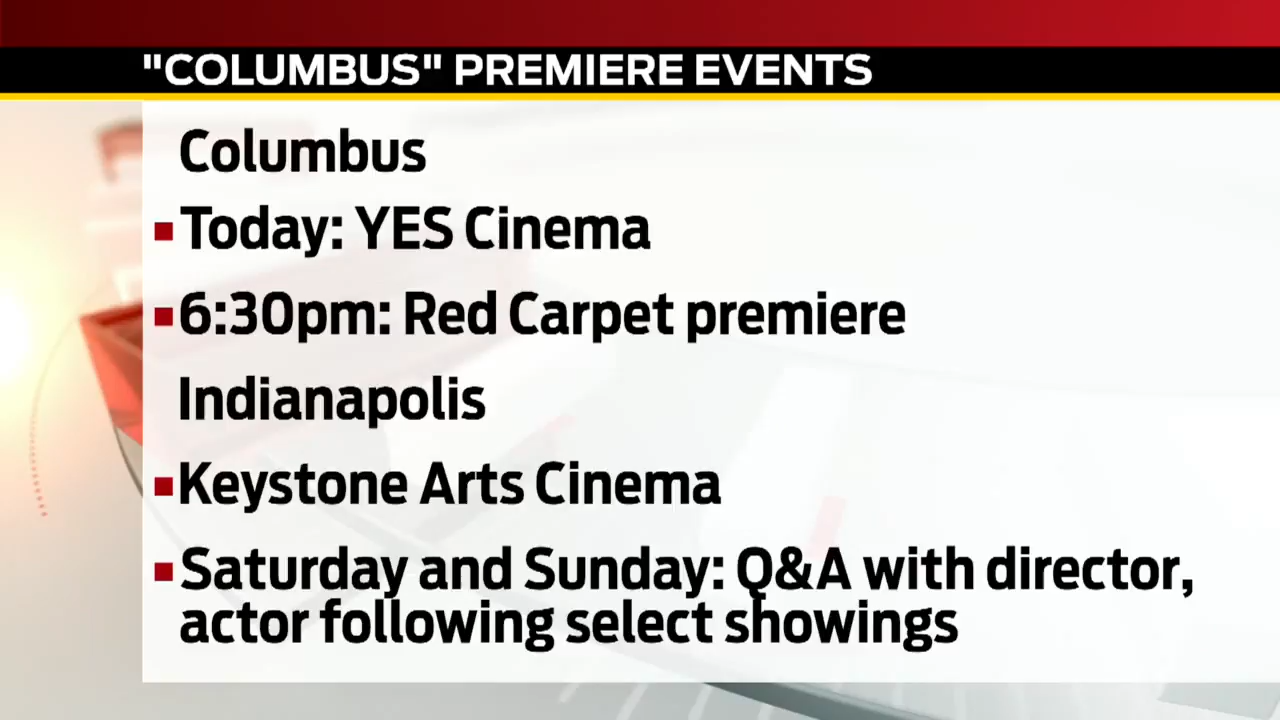 "COLUMBUS" PREMIERE EVENTS
Columbus
Today: YES Cinema
6:30pm: Red Carpet premiere
Indianapolis
Keystone Arts Cinema
Saturday and Sunday: Q&A with director,
actor following select showings